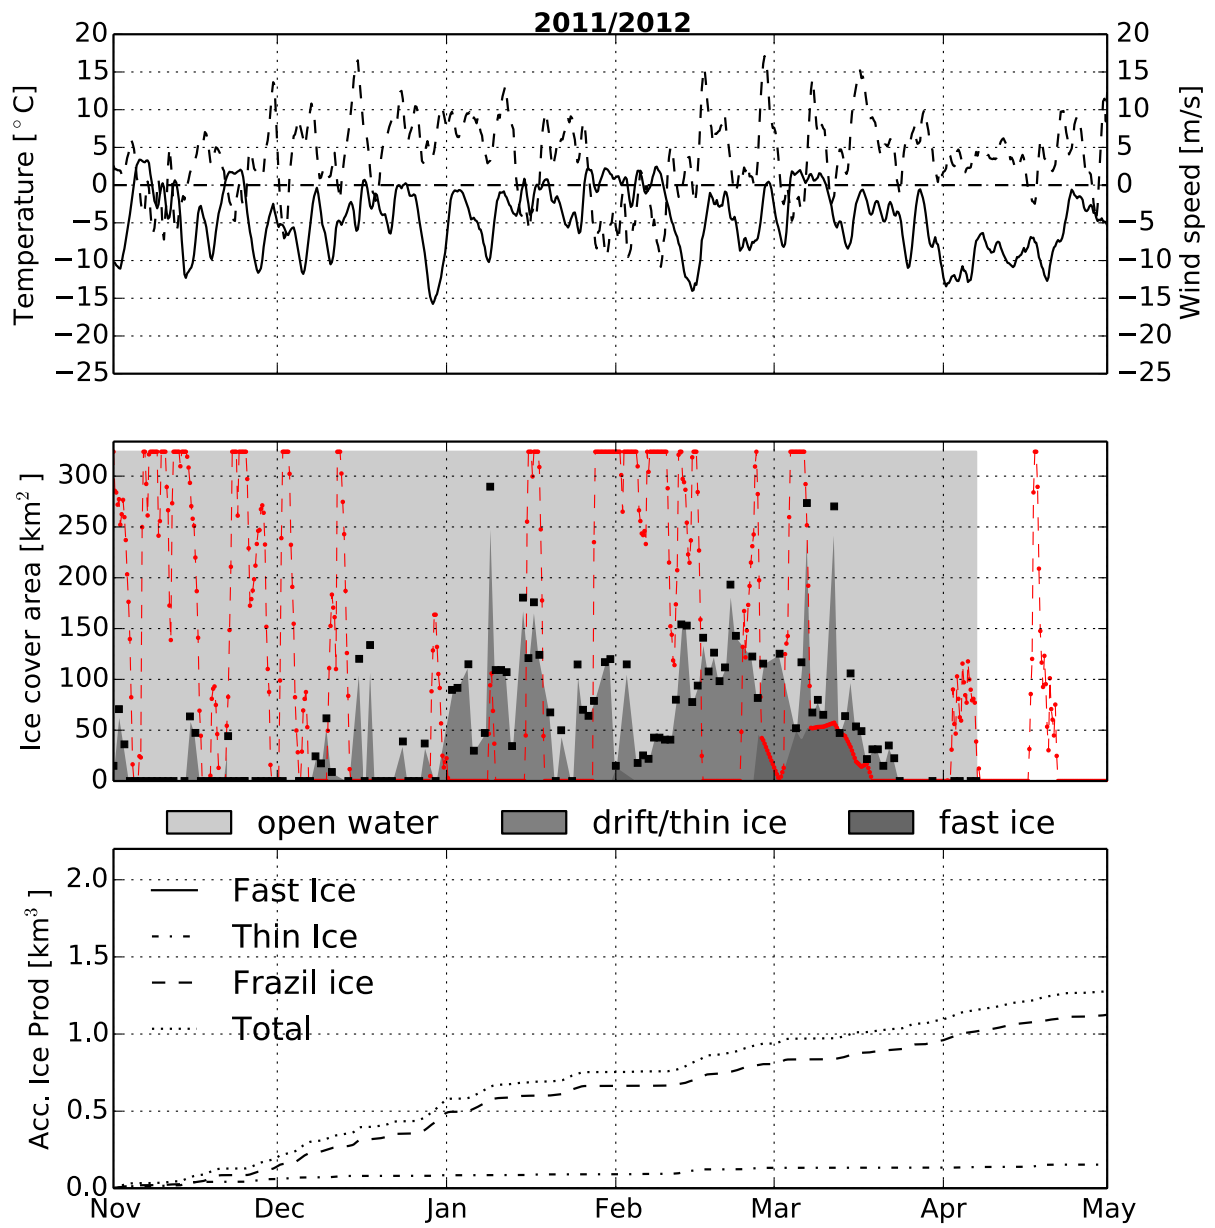 2011/2012
Temperature [ °C]
20
15
10
5
0
−5
−10
−15
−20
−25
20
15
10
5
0
−5
−10
−15
−20
−25
Wind speed [m/s]
Ice cover area [km²]
300
250
200
150
100
50
0
open water
drift/thin ice
fast ice
Acc. Ice Prod [km³ ]
2.0
1.5
1.0
0.5
0.0
Fast Ice
Thin Ice
Frazil ice
Total
Nov Dec Jan Feb Mar Apr May